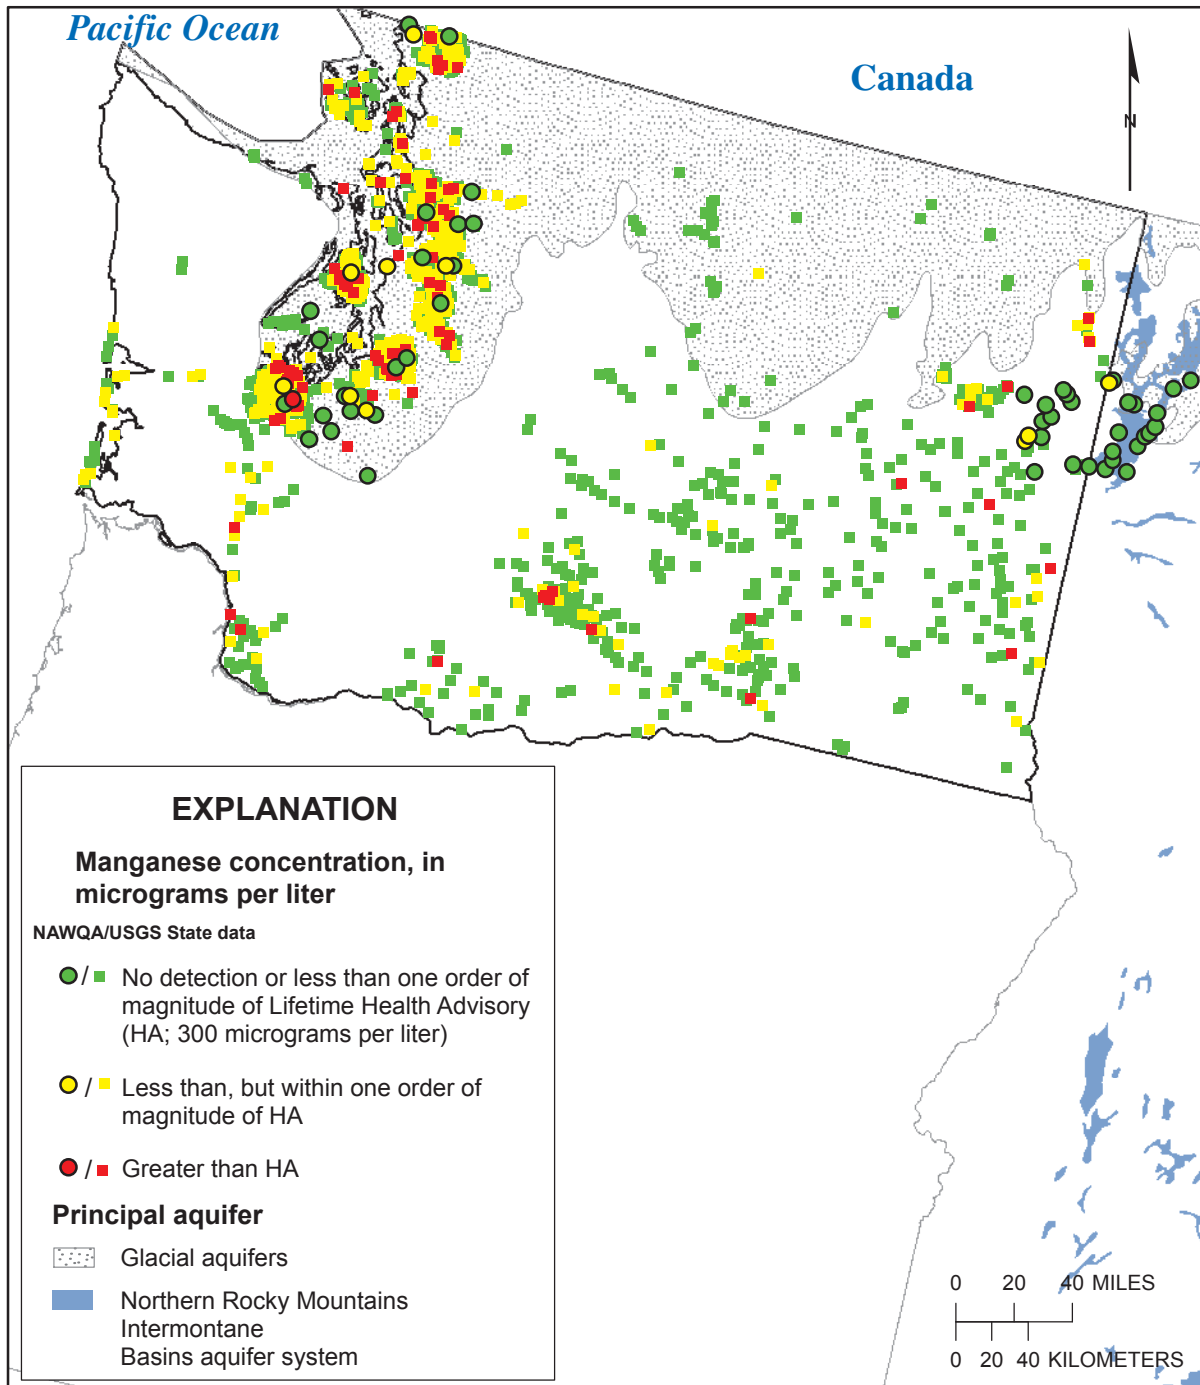 Pacific Ocean
Canada
N
EXPLANATION
Manganese concentration, in
micrograms per liter
NAWQA/USGS State data
/ No detection or less than one order of
magnitude of Lifetime Health Advisory
(HA; 300 micrograms per liter)
/ Less than, but within one order of
magnitude of HA
/ Greater than HA
Principal aquifer
Glacial aquifers
Northern Rocky Mountains
Intermontane
Basins aquifer system
0 20 40 MILES
0 20 40 KILOMETERS